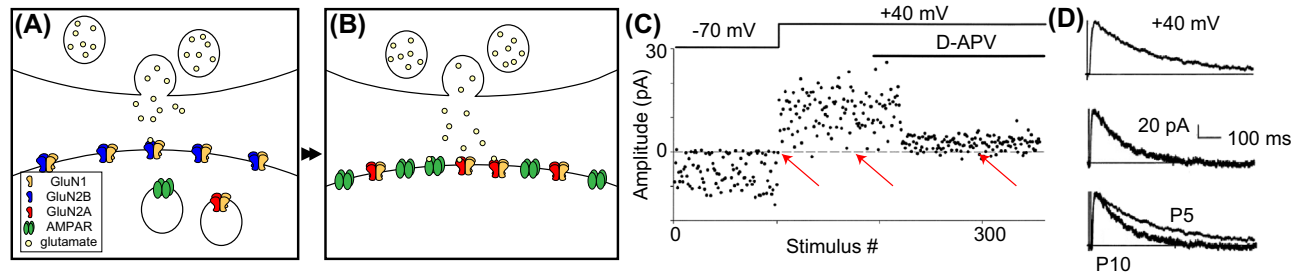 (A)
GluN1
GluN2B
GluN2A
AMPAR
glutamate
(B)
(C)
-70 mV
+40 mV
D-APV
Amplitude (pA)
30
0
0
300
Stimulus #
(D)
+40 mV
20 pA
100 ms
P5
P10